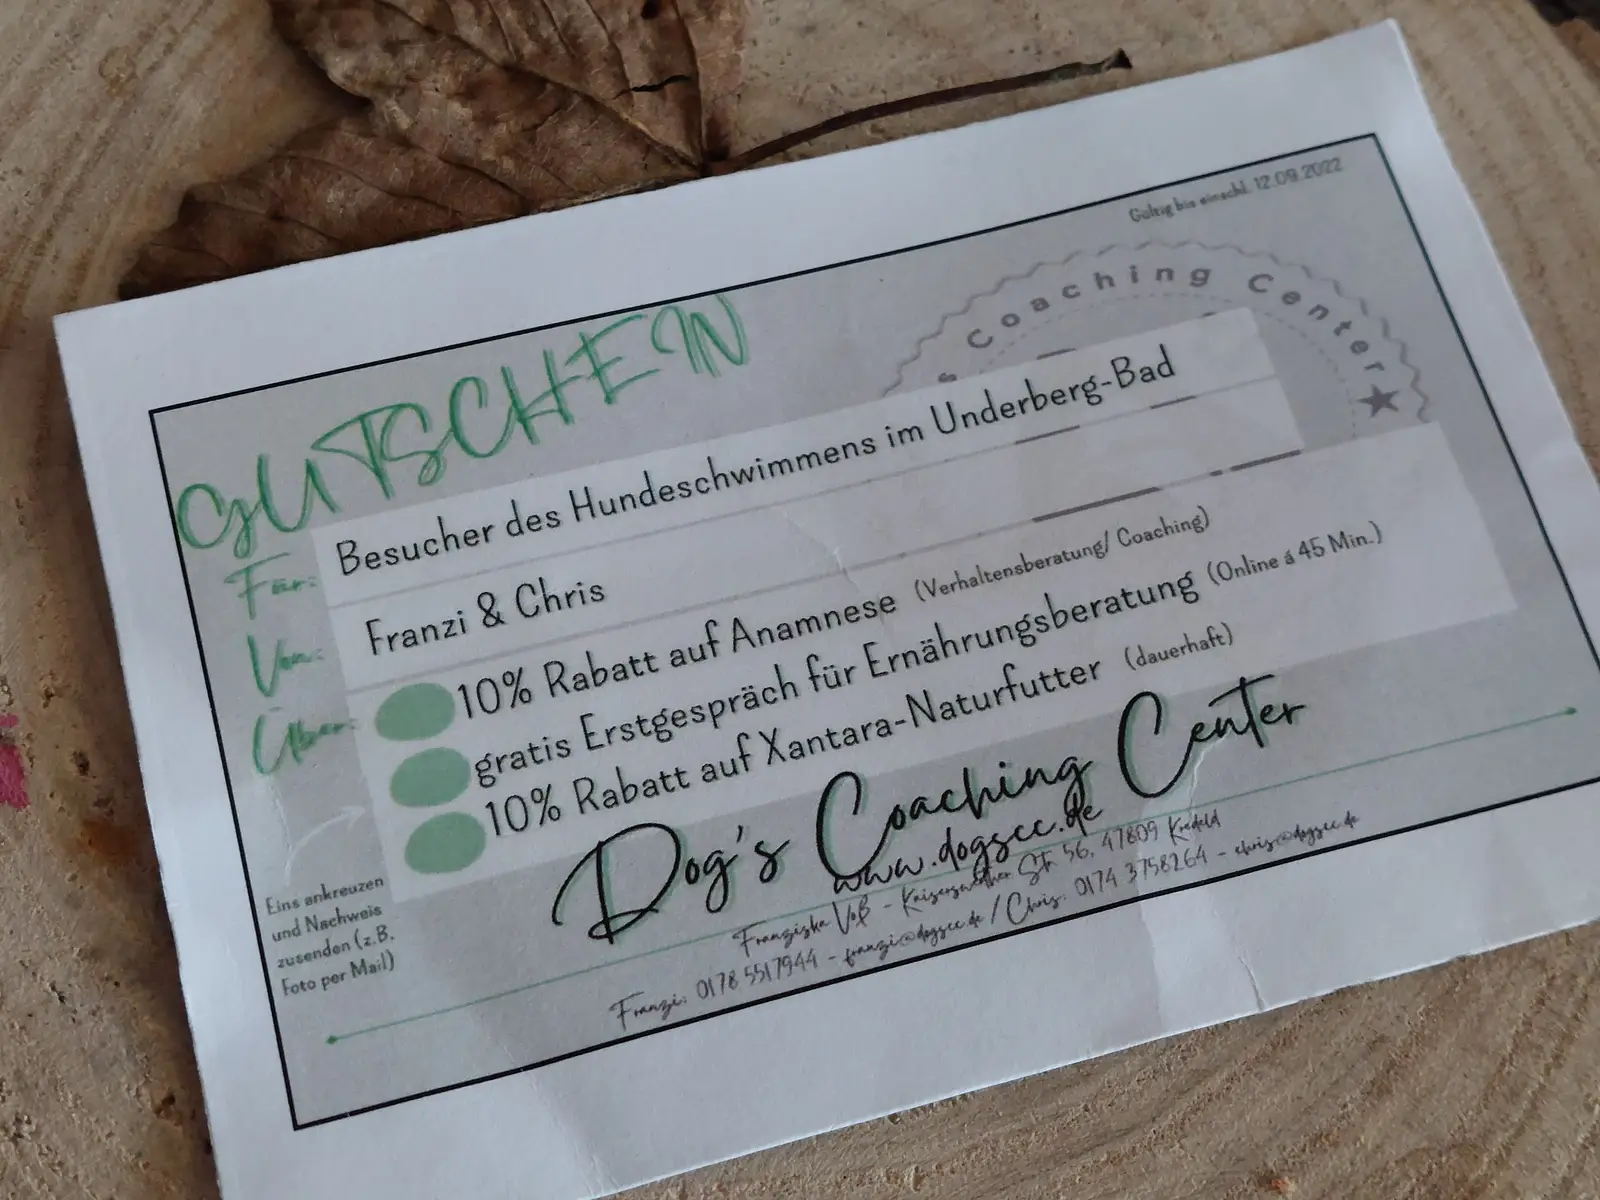 Gültig bis einschl. 12.09.2022
s Coaching Center
GUTSCHEIN
Für: Besucher des Hundeschwimmens im Underberg-Bad
Von: Franzi & Chris
Über: 10% Rabatt auf Anamnese (Verhaltensberatung/ Coaching)
gratis Erstgespräch für Ernährungsberatung (Online á 45 Min.)
10% Rabatt auf Xantara-Naturfutter (dauerhaft)
Eins ankreuzen
und Nachweis
zusenden (z.B.
Foto per Mail)
Dog's Coaching Center
www.dogscc.de
Franziska Voß - Kaiserswerther Str. 56, 47809 Krefeld
Franzi: 0178 5517944 - franzi@dogscc.de / Chris: 0174 3758264 - chris@dogscc.de